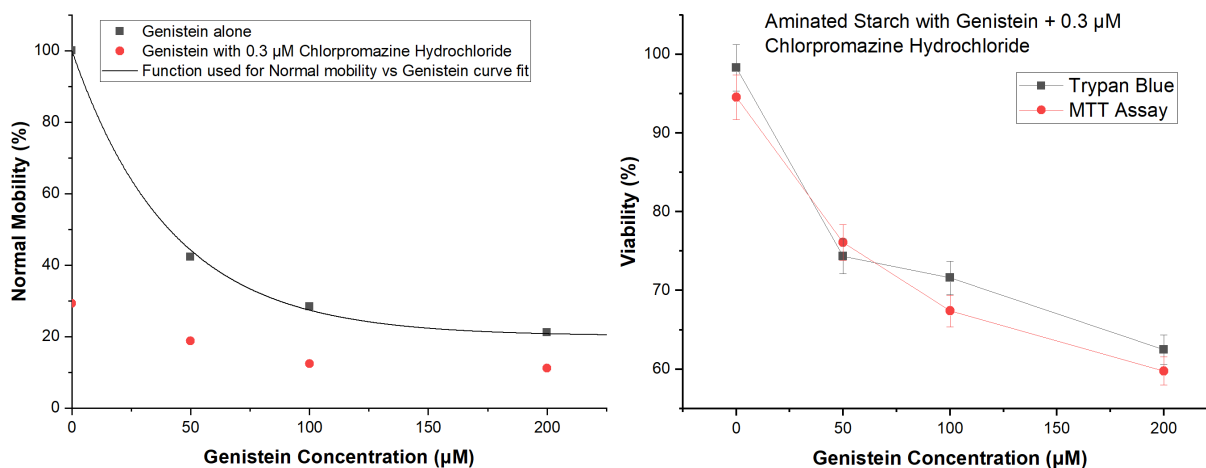 Genistein alone
Genistein with 0.3 µM Chlorpromazine Hydrochloride
Function used for Normal mobility vs Genistein curve fit
100
80
60
40
20
0
Normal Mobility (%)
0
50
100
150
200
Genistein Concentration (µM)
Aminated Starch with Genistein + 0.3 µM
Chlorpromazine Hydrochloride
Trypan Blue
MTT Assay
100
90
80
70
60
Viability (%)
0
50
100
150
200
Genistein Concentration (µM)